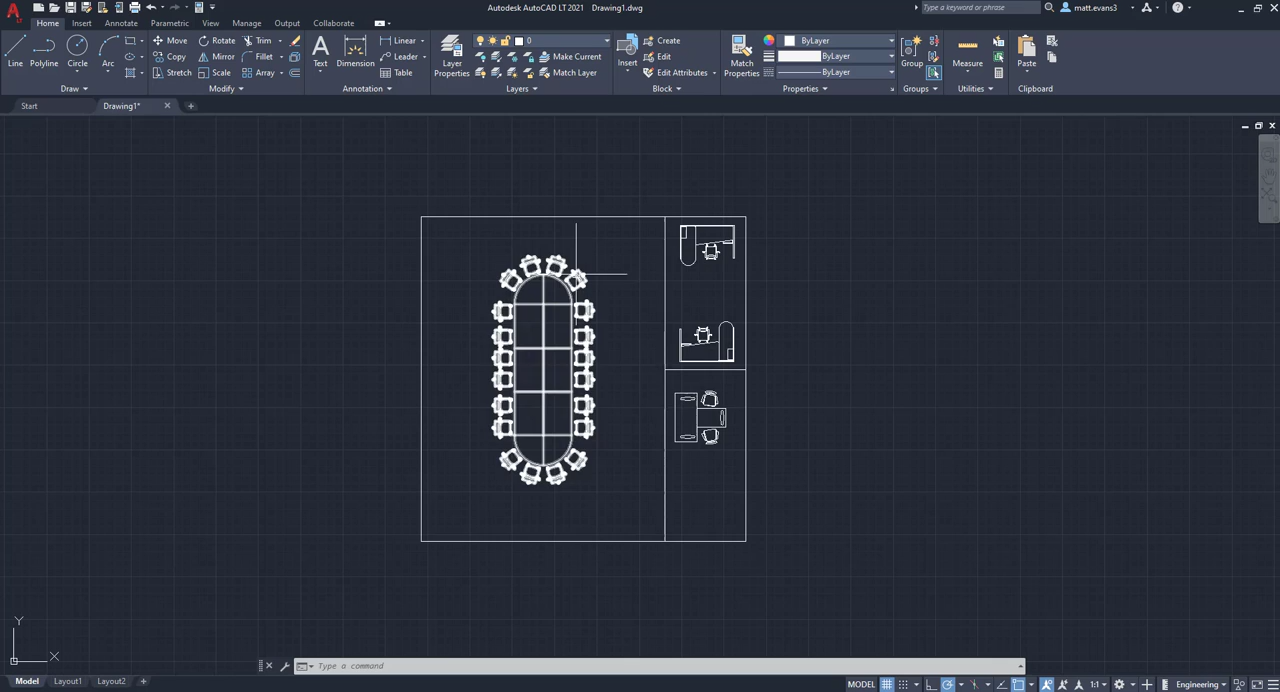 Autodesk AutoCAD LT 2021 Drawing1.dwg
Type a keyword or phrase
matt.evans3
Home Insert Annotate Parametric View Manage Output Collaborate
Line Polyline Circle Arc
Move Rotate Trim
Copy Mirror Fillet
Stretch Scale Array
Text Dimension
Linear
Leader
Table
Layer Properties
0
Make Current
Match Layer
Insert
Create
Edit
Edit Attributes
Match Properties
ByLayer
ByLayer
ByLayer
Group
Measure
Paste
Draw Modify Annotation Layers Block Properties Groups Utilities Clipboard
Start Drawing1*
Y
X
Type a command
Model Layout1 Layout2
MODEL 1:1 Engineering